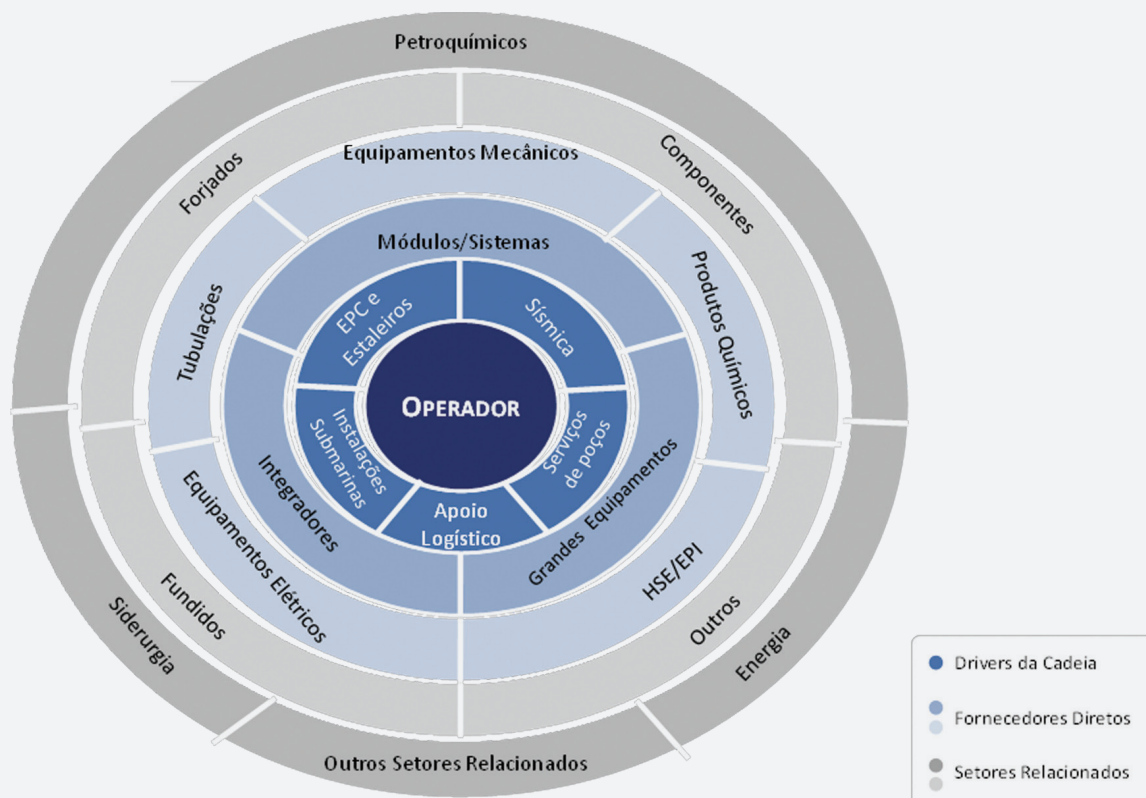 Petroquímicos
Forjados
Componentes
Equipamentos Mecânicos
Tubulações
Produtos Químicos
Módulos/Sistemas
EPC e
Estaleiros
Sísmica
OPERADOR
Instalações
Submarinas
Serviços
de poços
Apoio
Logístico
Integradores
Grandes Equipamentos
Equipamentos Elétricos
HSE/EPI
Fundidos
Outros
Siderurgia
Energia
Outros Setores Relacionados
Drivers da Cadeia
Fornecedores Diretos
Setores Relacionados